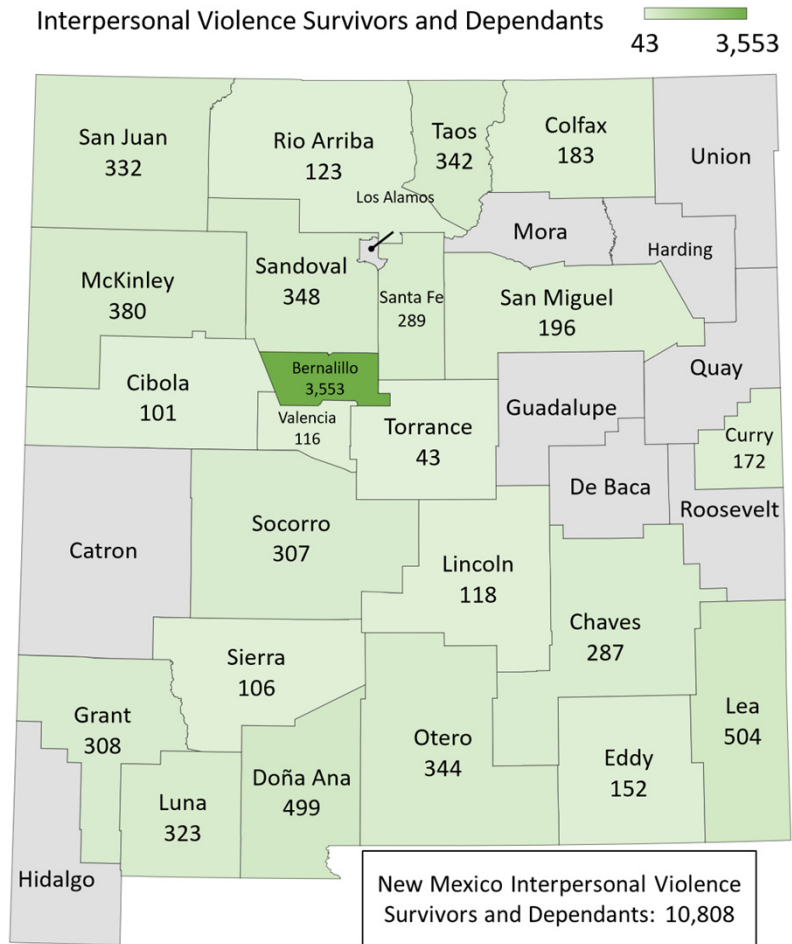 Interpersonal Violence Survivors and Dependants
43 3,553
San Juan
332
Rio Arriba
123
Taos
342
Colfax
183
Union
Los Alamos
Mora
Harding
McKinley
380
Sandoval
348
Santa Fe
289
San Miguel
196
Quay
Bernalillo
3,553
Cibola
101
Valencia
116
Torrance
43
Guadalupe
Curry
172
De Baca
Roosevelt
Catron
Socorro
307
Lincoln
118
Chaves
287
Sierra
106
Grant
308
Lea
504
Otero
344
Eddy
152
Doña Ana
499
Luna
323
Hidalgo
New Mexico Interpersonal Violence
Survivors and Dependants: 10,808